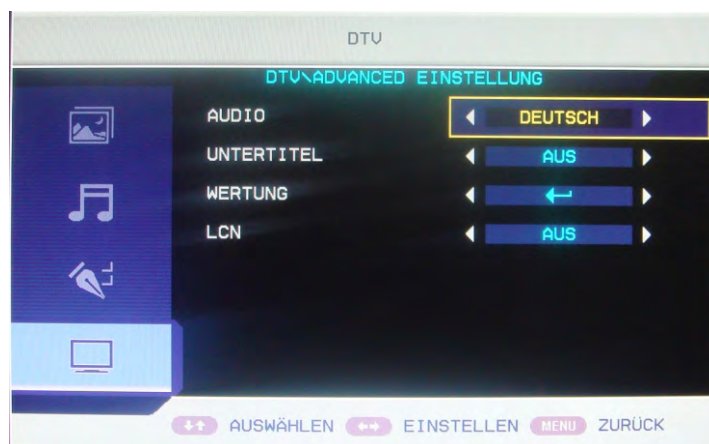 DTV
DTV\ADVANCED EINSTELLUNG
AUDIO DEUTSCH
UNTERTITEL AUS
WERTUNG
LCN AUS
AUSWÄHLEN EINSTELLEN MENU ZURÜCK